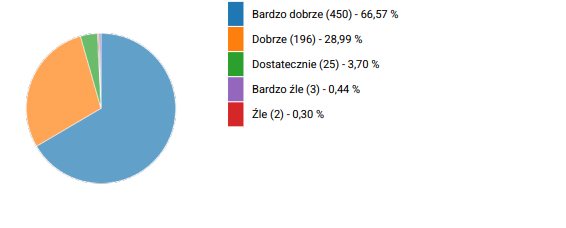 Bardzo dobrze (450) - 66,57 %
Dobrze (196) - 28,99 %
Dostatecznie (25) - 3,70 %
Bardzo źle (3) - 0,44 %
Źle (2) - 0,30 %